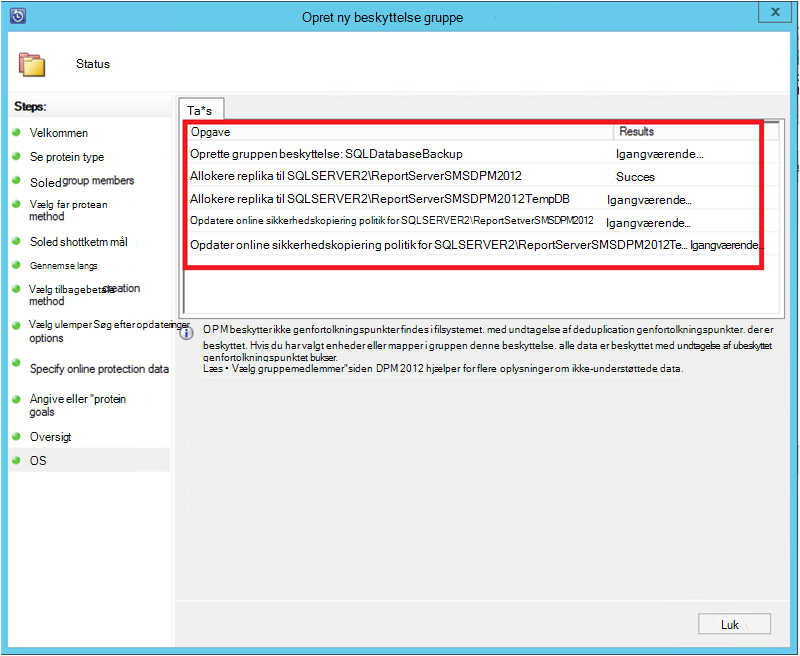 Opret ny beskyttelse gruppe
x
Status
Steps:
Velkommen
Se protein type
Soled group members
Vælg far protean
method
Soled shottketm mål
Gennemse langs
Vælg tilbagebetale creation
method
Vælg ulemper Søg efter opdateringer
options
Specify online protection data
Angive eller "protein
goals
Oversigt
OS
Ta*s
Opgave Results
Oprette gruppen beskyttelse: SQLDatabaseBackup Igangværende...
Allokere replika til SQLSERVER2\ReportServerSMSDPM2012 Succes
Allokere replika til SQLSERVER2\ReportServerSMSDPM2012TempDB Igangværende...
Opdatere online sikkerhedskopiering politik for SQLSERVER2\ReportSetverSMSDPM2012 Igangværende...
Opdater online sikkerhedskopiering politik for SQLSERVER2\ReportServerSMSDPM2012Te... Igangværende...
OPM beskytter ikke genfortolkningspunkter findes i filsystemet. med undtagelse af deduplication genfortolkningspunkter. der er
beskyttet. Hvis du har valgt enheder eller mapper i gruppen denne beskyttelse. alle data er beskyttet med undtagelse af ubeskyttet
genfortolkningspunktet bukser.
Læs • Vælg gruppemedlemmer"siden DPM 2012 hjælper for flere oplysninger om ikke-understøttede data.
Luk